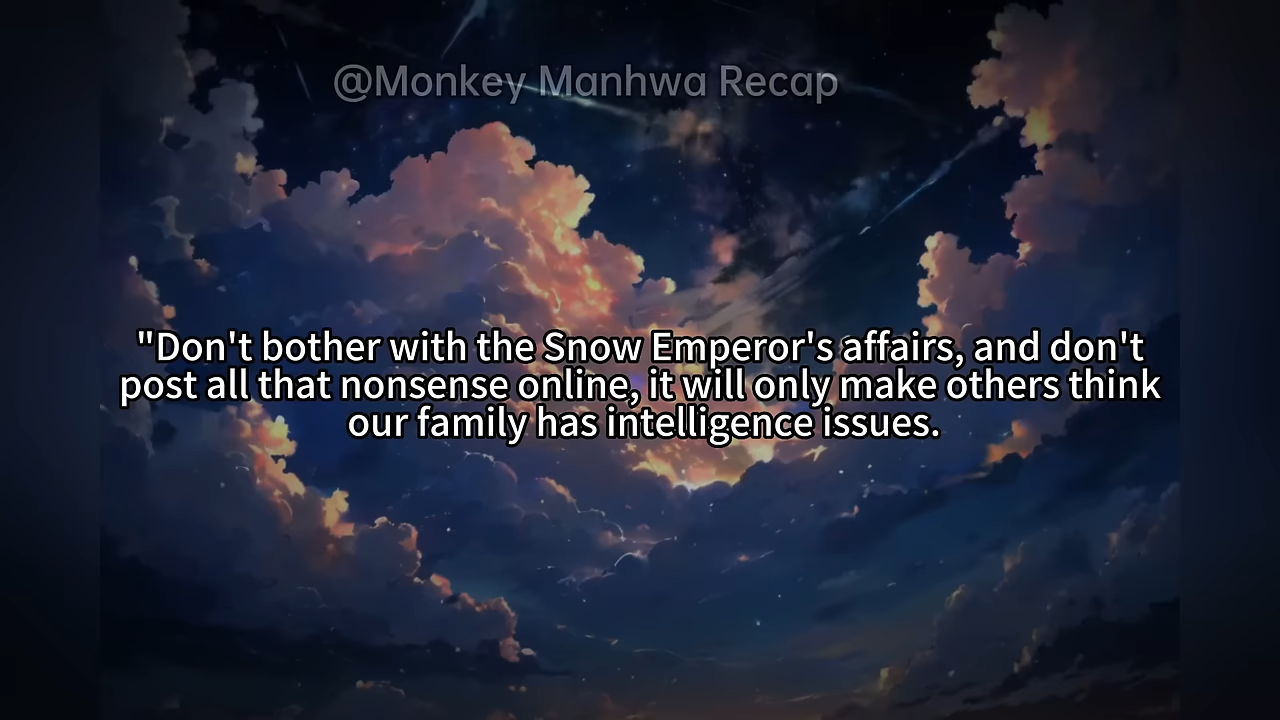 @Monkey Manhwa Recap
"Don't bother with the Snow Emperor's affairs, and don't
post all that nonsense online, it will only make others think
our family has intelligence issues.